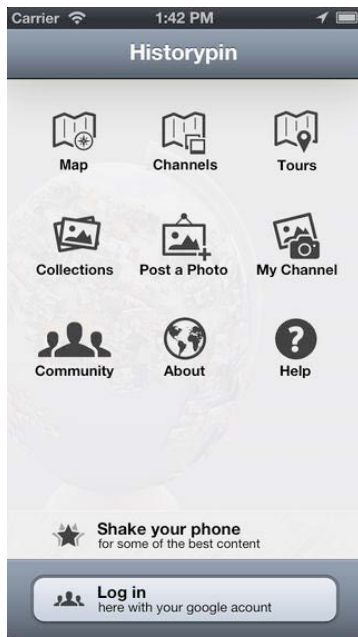 Carrier 1:42 PM
Historypin
Map Channels Tours
Collections Post a Photo My Channel
Community About Help
Shake your phone
for some of the best content
Log in
here with your google acount